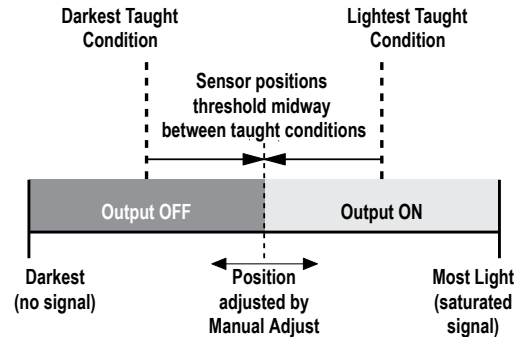 Darkest Taught
Condition
Lightest Taught
Condition
Sensor positions
threshold midway
between taught conditions
Output OFF
Output ON
Darkest
(no signal)
Position
adjusted by
Manual Adjust
Most Light
(saturated
signal)